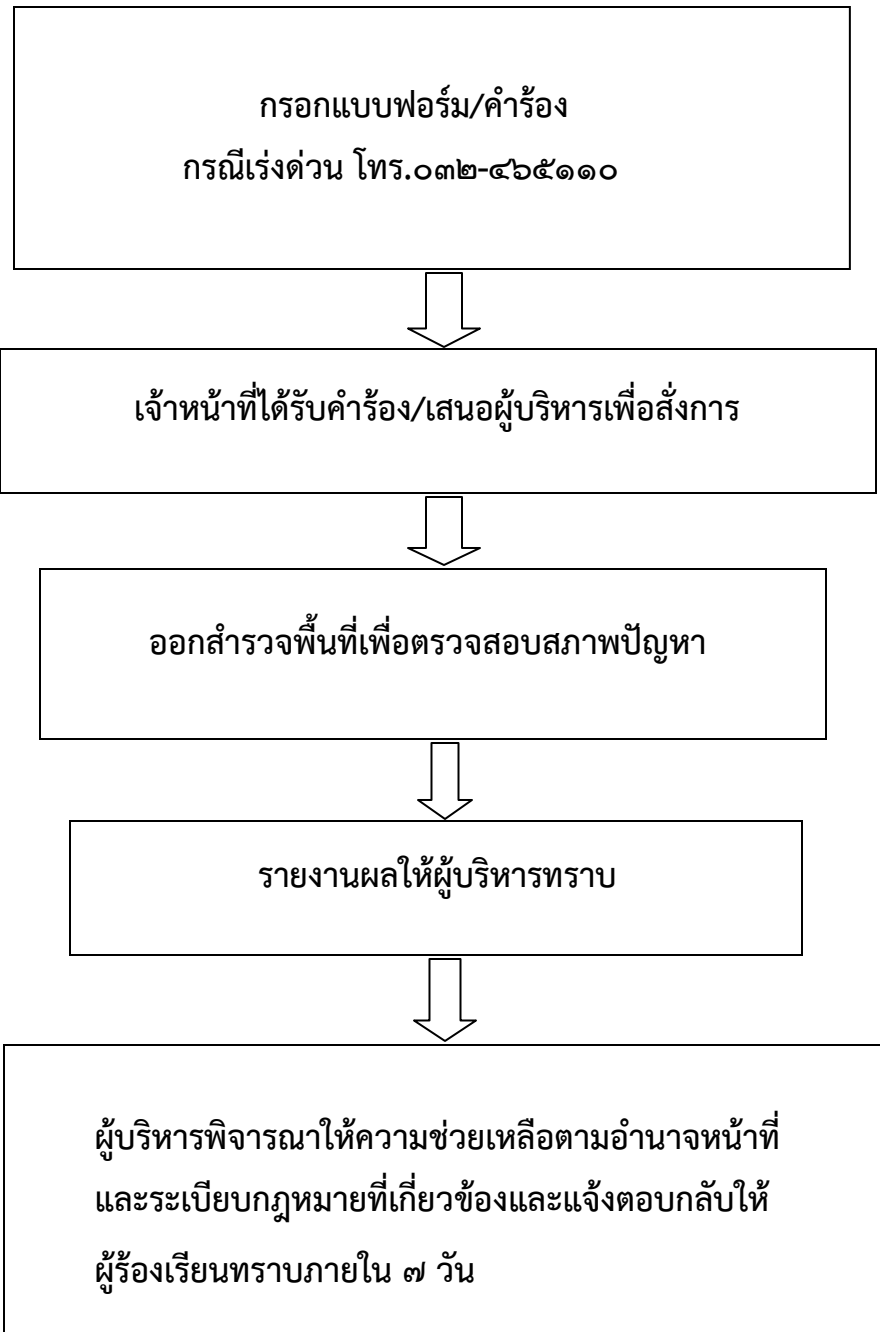 กรอกแบบฟอร์ม/คำร้อง
กรณีเร่งด่วน โทร.๐๓๒-๔๖๕๑๑๐
เจ้าหน้าที่ได้รับคำร้อง/เสนอผู้บริหารเพื่อสั่งการ
ออกสำรวจพื้นที่เพื่อตรวจสอบสภาพปัญหา
รายงานผลให้ผู้บริหารทราบ
ผู้บริหารพิจารณาให้ความช่วยเหลือตามอำนาจหน้าที่
และระเบียบกฎหมายที่เกี่ยวข้องและแจ้งตอบกลับให้
ผู้ร้องเรียนทราบภายใน ๗ วัน